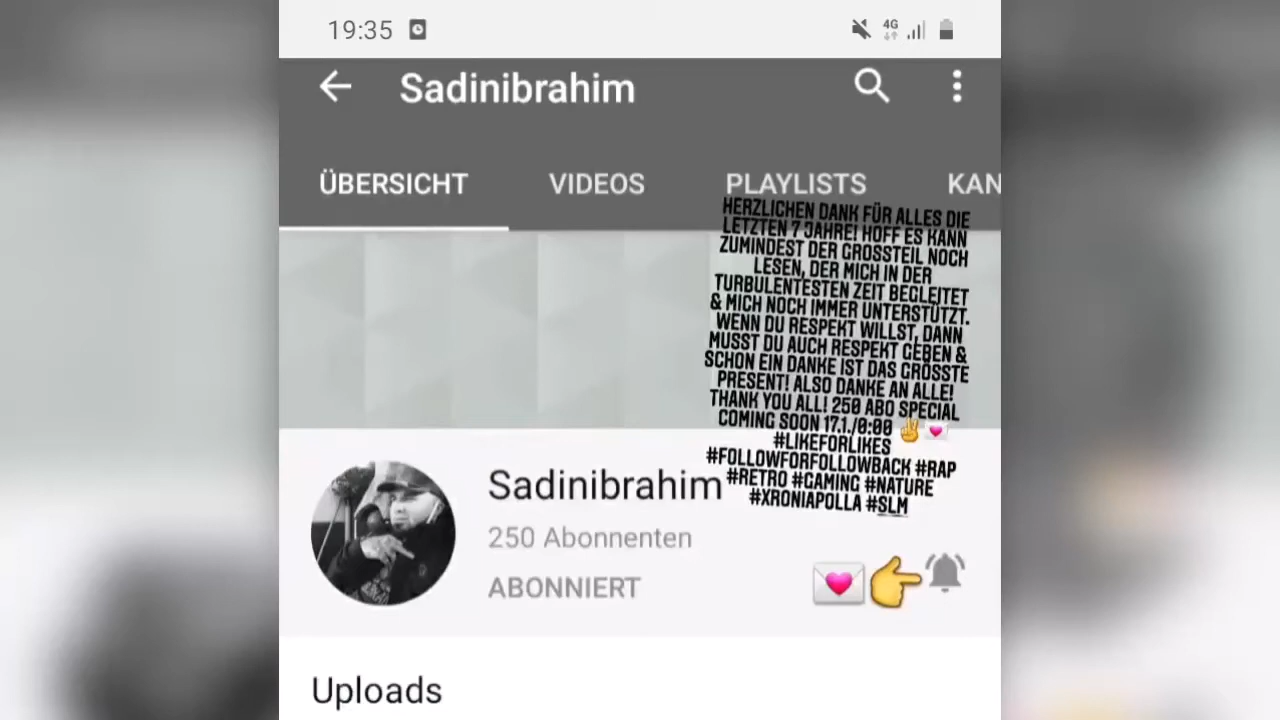 19:35
4G
Sadinibrahim
ÜBERSICHT VIDEOS PLAYLISTS KAN
HERZLICHEN DANK FÜR ALLES DIE
LETZTEN 7 JAHRE! HOFF ES KANN
ZUMINDEST DER GROSSTEIL NOCH
LESEN, DER MICH IN DER
TURBULENTESTEN ZEIT BEGLEITET
& MICH NOCH IMMER UNTERSTÜTZT.
WENN DU RESPEKT WILLST, DANN
MUSST DU AUCH RESPEKT GEBEN &
SCHON EIN DANKE IST DAS GRÖSSTE
PRESENT! ALSO DANKE AN ALLE!
THANK YOU ALL! 250 ABO SPECIAL
COMING SOON 17.1./0:00 ✌💌
#LIKEFORLIKES
#FOLLOWFORFOLLOWBACK #RAP
#RETRO #GAMING #NATURE
#XRONIAPOLLA #SLM
Sadinibrahim
250 Abonnenten
ABONNIERT
Uploads